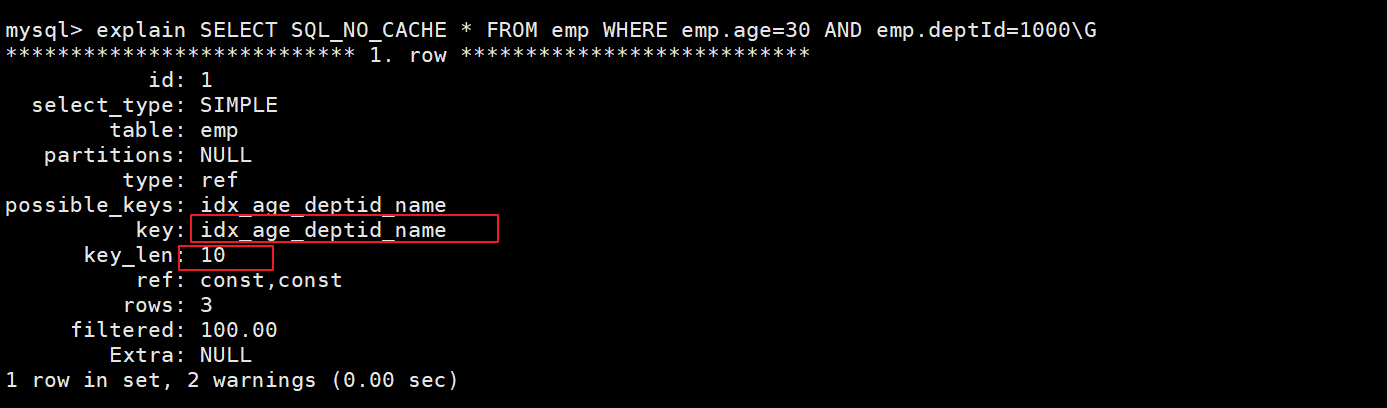 mysql> explain SELECT SQL_NO_CACHE * FROM emp WHERE emp.age=30 AND emp.deptId=1000\G
*************************** 1. row ***************************
id: 1
select_type: SIMPLE
table: emp
partitions: NULL
type: ref
possible_keys: idx_age_deptid_name
key: idx_age_deptid_name
key_len: 10
ref: const,const
rows: 3
filtered: 100.00
Extra: NULL
1 row in set, 2 warnings (0.00 sec)